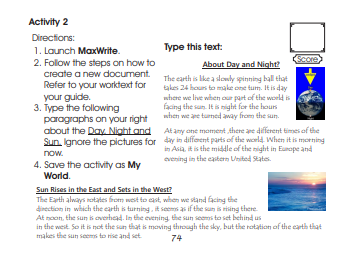 Activity 2
Directions:
1. Launch MaxWrite.
2. Follow the steps on how to
create a new document.
Refer to your worktext for
your guide.
3. Type the following
paragraphs on your right
about the Day, Night and
Sun. Ignore the pictures for
now.
4. Save the activity as My
World.
Type this text:
Score
About Day and Night?
The earth is like a slowly spinning ball that
takes 24 hours to make one turn. It is day
where we live when our part of the world is
facing the sun. It is night for the hours
when we are turned away from the sun.
At any one moment ,there are different times of the
day in different parts of the world. When it is morning
in Asia, it is the middle of the night in Europe and
evening in the eastern United States.
Sun Rises in the East and Sets in the West?
The Earth always rotates from west to east, when we stand facing the
direction in which the earth is turning , it seems as if the sun is rising there.
At noon, the sun is overhead. In the evening, the sun seems to set behind us
in the west. So it is not the sun that is moving through the sky, but the rotation of the earth that
makes the sun seems to rise and set.
74